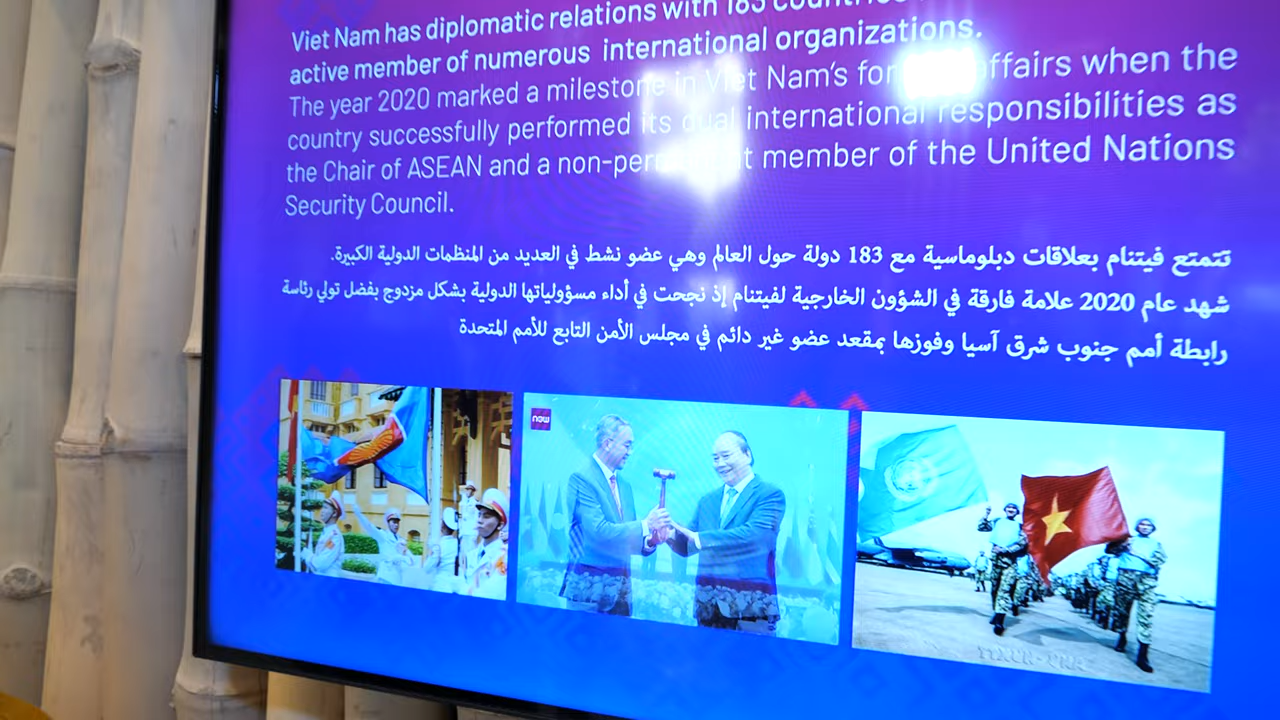 Viet Nam has diplomatic relations with 183 countries
active member of numerous international organizations.
The year 2020 marked a milestone in Viet Nam's affairs when the
country successfully performed its dual international responsibilities as
the Chair of ASEAN and a member of the United Nations
Security Council.
تتمتع فيتنام بعلاقات دبلوماسية مع 183 دولة حول العالم وهي عضو نشط في العديد من المنظمات الدولية الكبيرة.
شهد عام 2020 علامة فارقة في الشؤون الخارجية لفيتنام إذ نجحت في أداء مسؤولياتها الدولية بشكل مزدوج بفضل تولي رئاسة
رابطة أمم جنوب شرق آسيا وفوزها بمقعد عضو غير دائم في مجلس الأمن التابع للأمم المتحدة
now